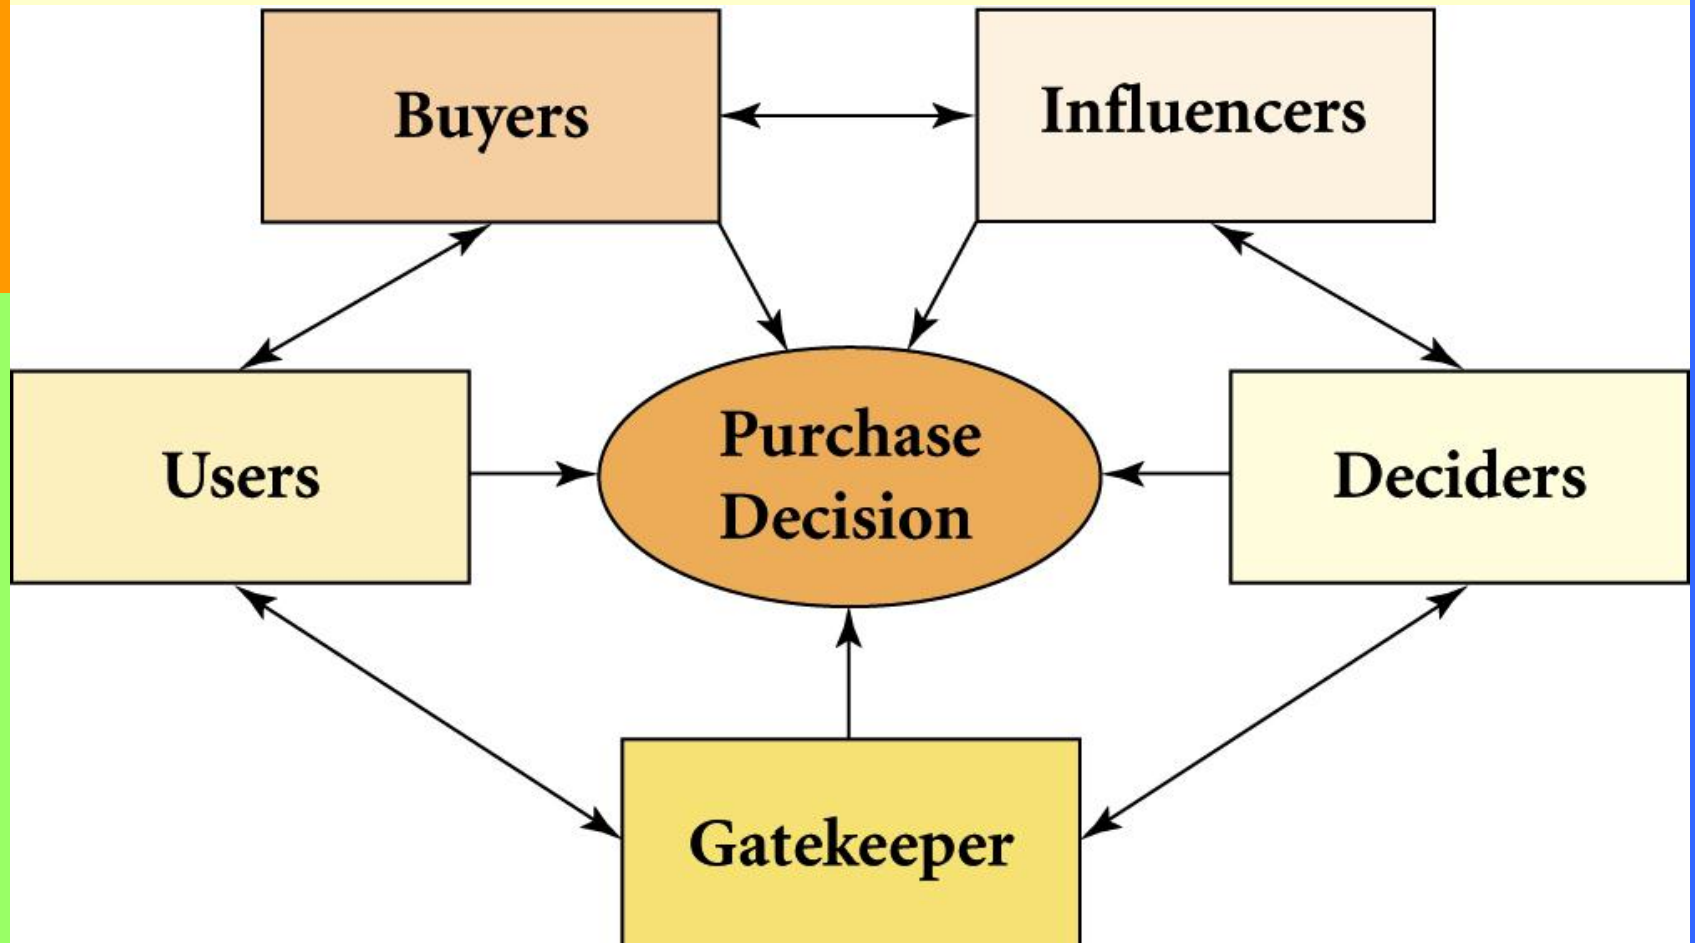 Buyers
Influencers
Users
Purchase
Decision
Deciders
Gatekeeper